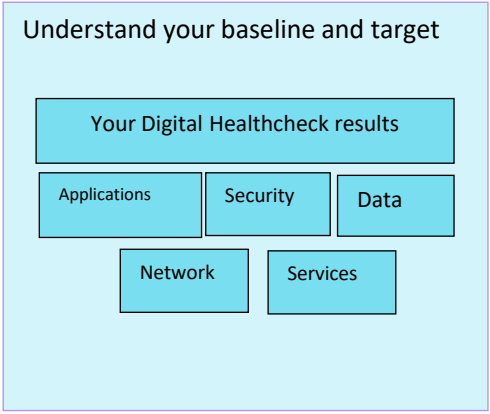 Understand your baseline and target
Your Digital Healthcheck results
Applications
Security
Data
Network
Services